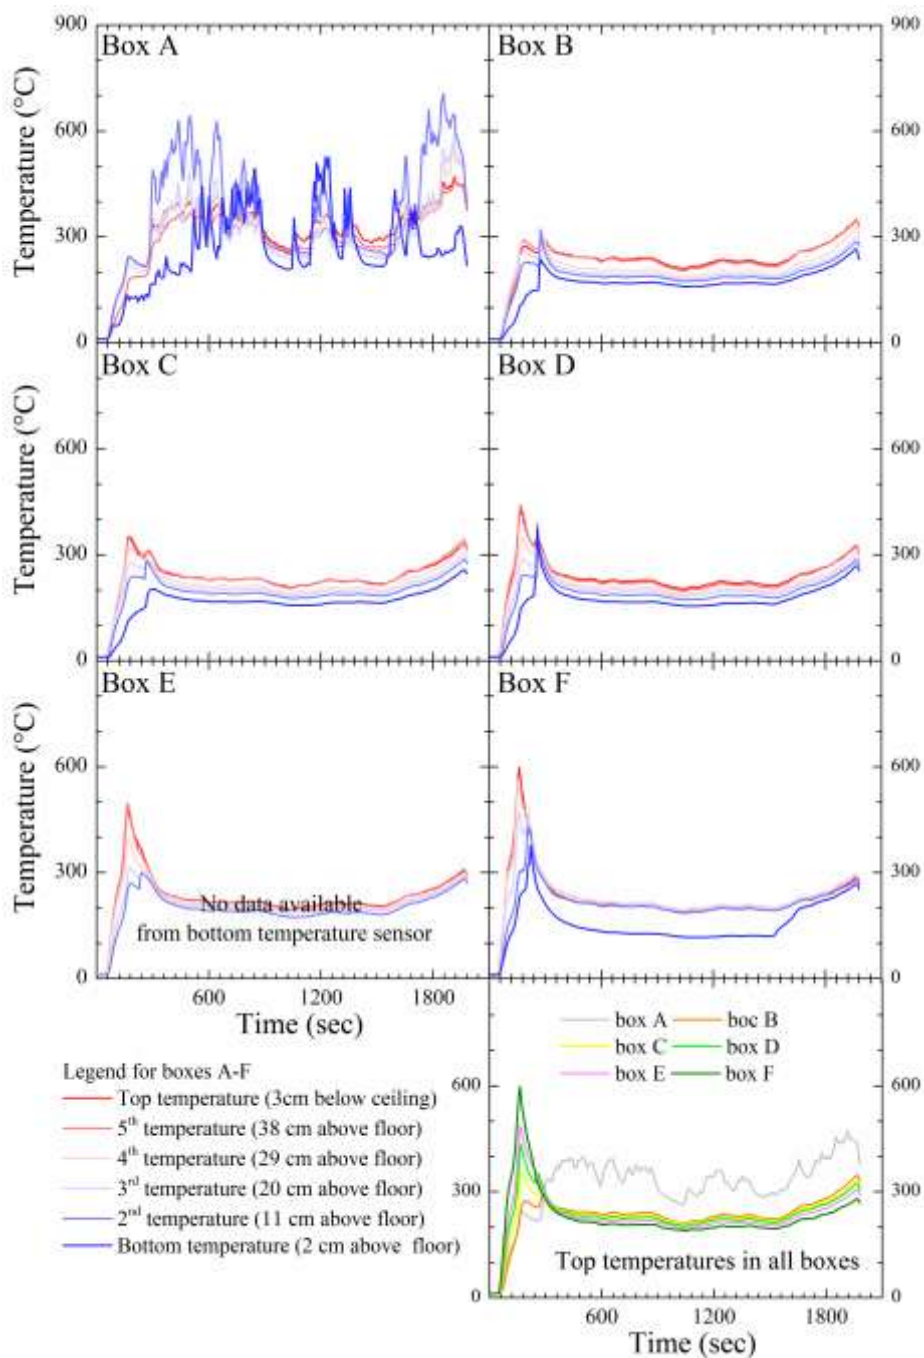 900
Box A
Box B
900
Temperature (°C)
600
600
300
300
0
0
Box C
Box D
Temperature (°C)
600
600
300
300
0
0
Box E
Box F
Temperature (°C)
600
600
300
300
No data available
from bottom temperature sensor
0
0
600
1200
1800
Time (sec)
box A
boc B
box C
box D
box E
box F
Legend for boxes A-F
Top temperature (3cm below ceiling)
5th temperature (38 cm above floor)
4th temperature (29 cm above floor)
3rd temperature (20 cm above floor)
2nd temperature (11 cm above floor)
Bottom temperature (2 cm above floor)
600
300
Top temperatures in all boxes
0
600
1200
1800
Time (sec)